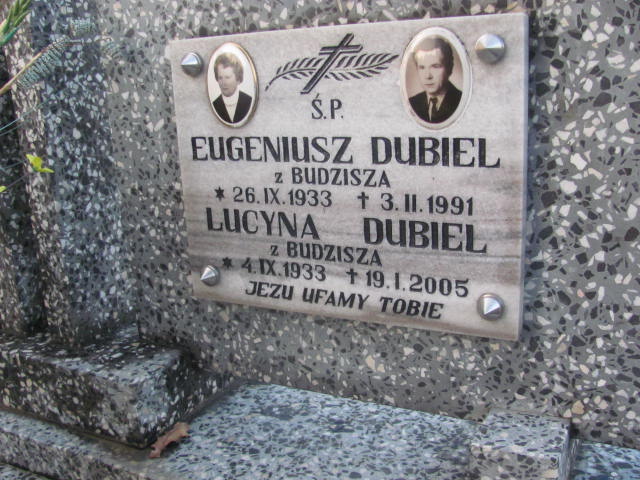 Ś.P.
EUGENIUSZ DUBIEL
z BUDZISZA
* 26.IX.1933 † 3.II.1991
LUCYNA DUBIEL
z BUDZISZA
* 4.IX.1933 † 19.I.2005
JEZU UFAMY TOBIE